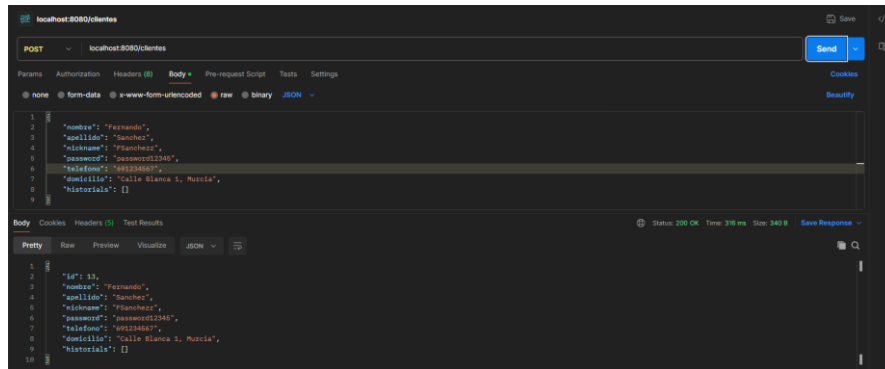 localhost:8080/clientes
Save
POST localhost:8080/clientes
Send
Params Authorization Headers (8) Body Pre-request Script Tests Settings
Cookies
none form-data x-www-form-urlencoded raw binary JSON
Beautify
1 {
2 "nombre": "Fernando",
3 "apellido": "Sanchez",
4 "nickname": "FSanchezz",
5 "password": "password12345",
6 "telefono": "691234567",
7 "domicilio": "Calle Blanca 1, Murcia",
8 "historials": []
9 }
Body Cookies Headers (5) Test Results
Status: 200 OK Time: 316 ms Size: 340 B Save Response
Pretty Raw Preview Visualize JSON
1 {
2 "id": 13,
3 "nombre": "Fernando",
4 "apellido": "Sanchez",
5 "nickname": "FSanchezz",
6 "password": "password12345",
7 "telefono": "691234567",
8 "domicilio": "Calle Blanca 1, Murcia",
9 "historials": []
10 }